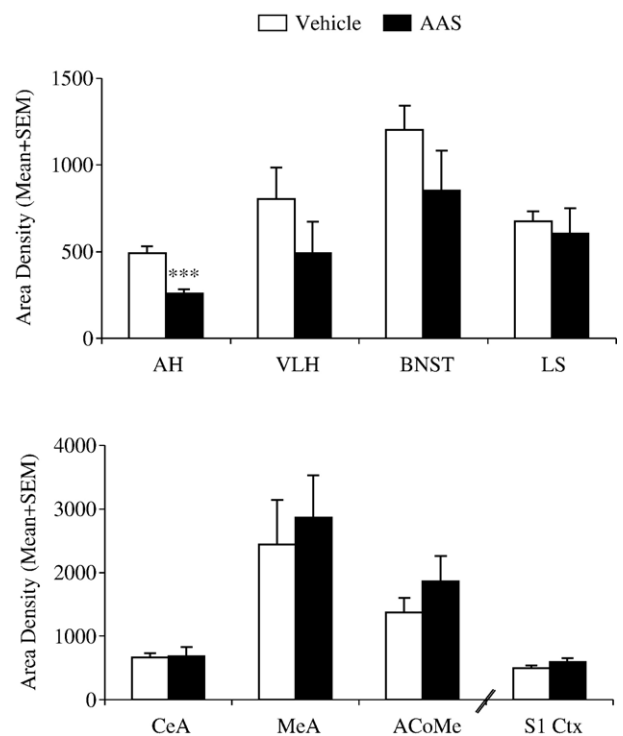 Vehicle AAS
Area Density (Mean+SEM)
1500
1000
500
0
***
AH VLH BNST LS
Area Density (Mean+SEM)
4000
3000
2000
1000
0
CeA MeA ACoMe S1 Ctx